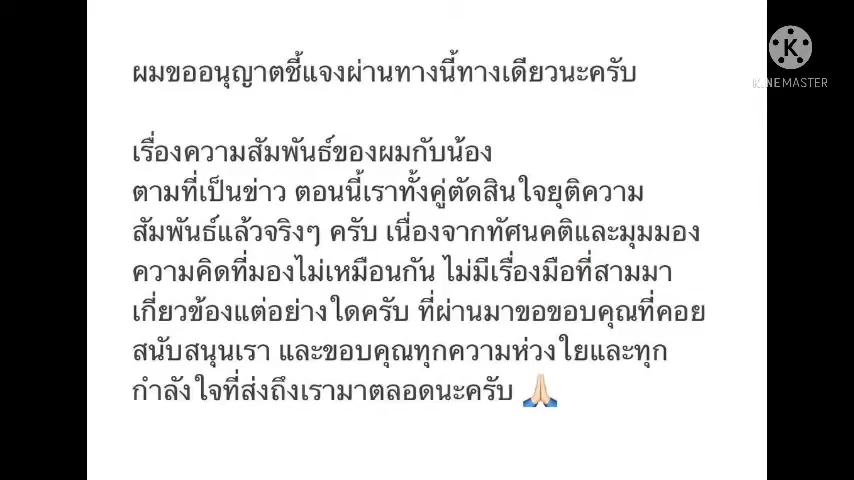 ผมขออนุญาตชี้แจงผ่านทางนี้ทางเดียวนะครับ
เรื่องความสัมพันธ์ของผมกับน้อง
ตามที่เป็นข่าว ตอนนี้เราทั้งคู่ตัดสินใจยุติความ
สัมพันธ์แล้วจริงๆ ครับ เนื่องจากทัศนคติและมุมมอง
ความคิดที่มองไม่เหมือนกัน ไม่มีเรื่องมือที่สามมา
เกี่ยวข้องแต่อย่างใดครับ ที่ผ่านมาขอขอบคุณที่คอย
สนับสนุนเรา และขอบคุณทุกความห่วงใยและทุก
กำลังใจที่ส่งถึงเรามาตลอดนะครับ 🙏🏻
K
KINEMASTER